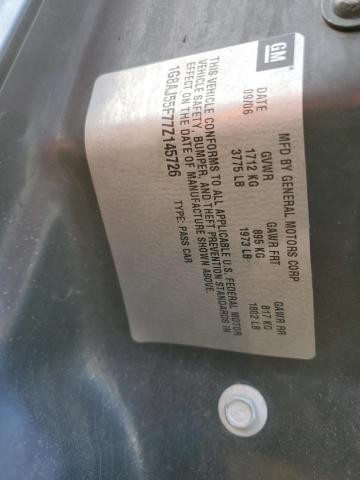 GM
MFD BY GENERAL MOTORS CORP
DATE GVWR GAWR FRT GAWR RR
09/06 1712 KG 895 KG 817 KG
3775 LB 1973 LB 1802 LB
THIS VEHICLE CONFORMS TO ALL APPLICABLE U.S. FEDERAL MOTOR
VEHICLE SAFETY, BUMPER, AND THEFT PREVENTION STANDARDS IN
EFFECT ON THE DATE OF MANUFACTURE SHOWN ABOVE.
1G8AJ55F77Z145726 TYPE: PASS CAR